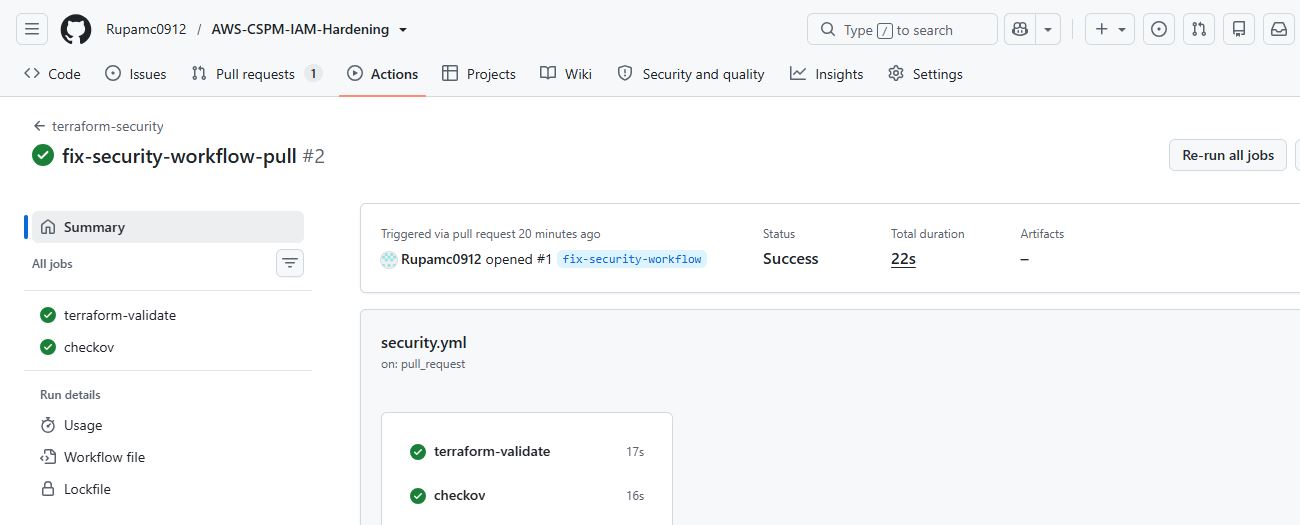 Rupamc0912 / AWS-CSPM-IAM-Hardening
Type / to search
Code Issues Pull requests 1 Actions Projects Wiki Security and quality Insights Settings
terraform-security
fix-security-workflow-pull #2
Re-run all jobs
Summary
All jobs
terraform-validate
checkov
Run details
Usage
Workflow file
Lockfile
Triggered via pull request 20 minutes ago
Rupamc0912 opened #1 fix-security-workflow
Status
Success
Total duration
22s
Artifacts
–
security.yml
on: pull_request
terraform-validate 17s
checkov 16s